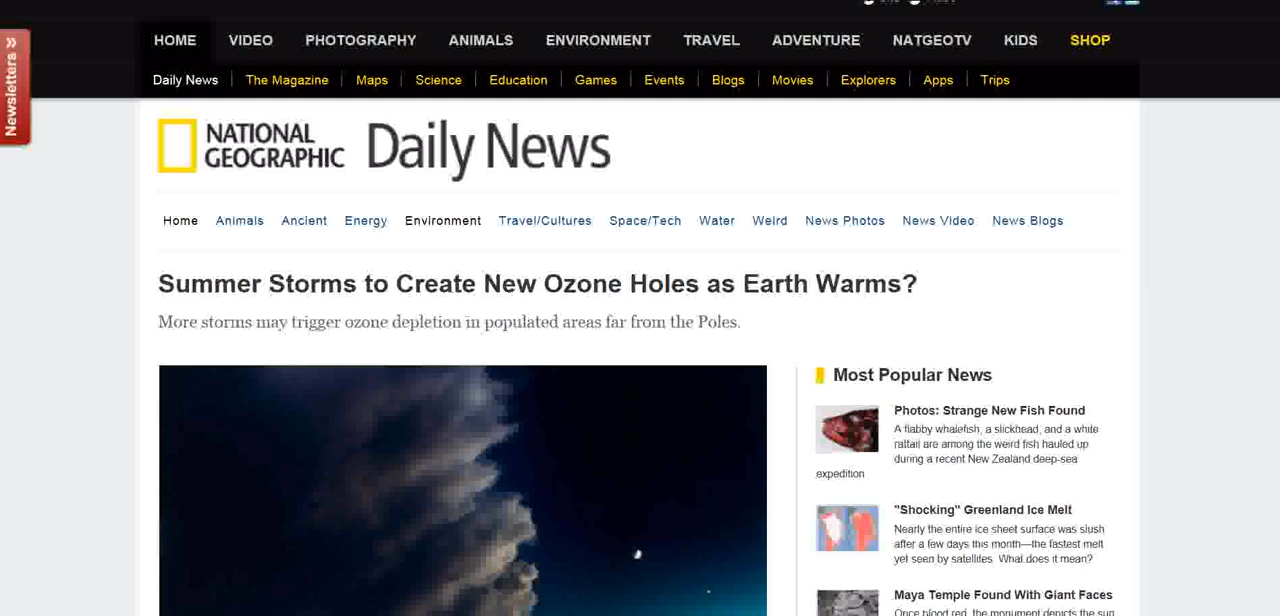 HOME VIDEO PHOTOGRAPHY ANIMALS ENVIRONMENT TRAVEL ADVENTURE NATGEOTV KIDS SHOP
Newsletters »
Daily News The Magazine Maps Science Education Games Events Blogs Movies Explorers Apps Trips
NATIONAL GEOGRAPHIC Daily News
Home Animals Ancient Energy Environment Travel/Cultures Space/Tech Water Weird News Photos News Video News Blogs
Summer Storms to Create New Ozone Holes as Earth Warms?
More storms may trigger ozone depletion in populated areas far from the Poles.
Most Popular News
Photos: Strange New Fish Found
A flabby whalefish, a slickhead, and a white
rattail are among the weird fish hauled up
during a recent New Zealand deep-sea
expedition
"Shocking" Greenland Ice Melt
Nearly the entire ice sheet surface was slush
after a few days this month—the fastest melt
yet seen by satellites. What does it mean?
Maya Temple Found With Giant Faces
Once blood red, the monument depicts the sun